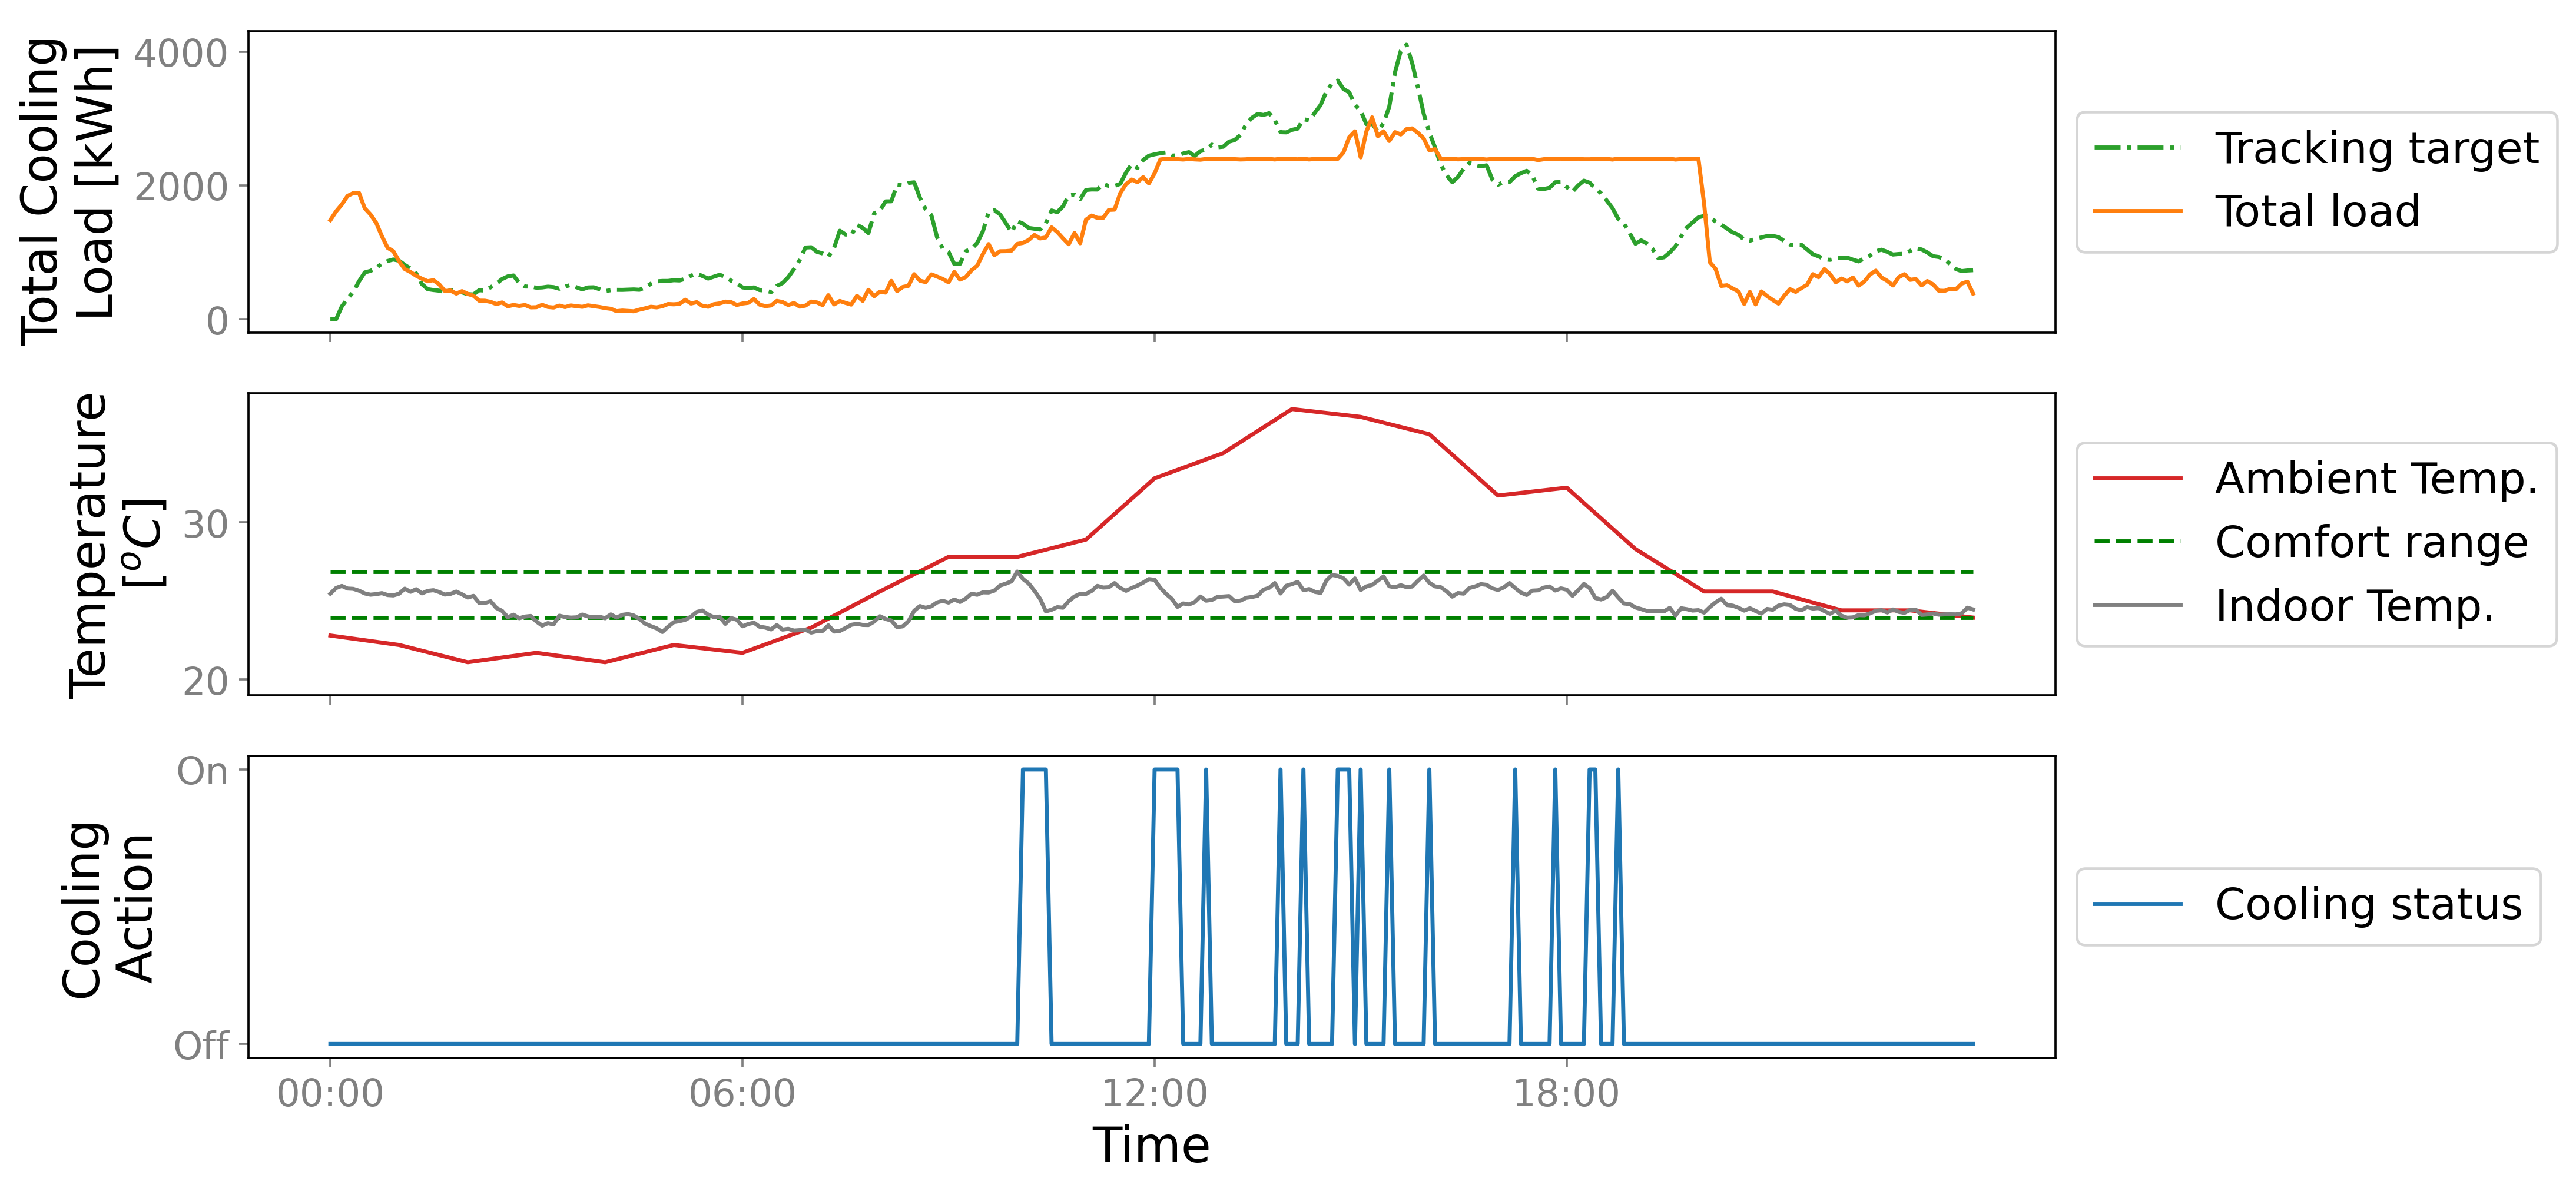 Total Cooling
Load [kWh]
4000
2000
0
Tracking target
Total load
Temperature
[°C]
30
20
Ambient Temp.
Comfort range
Indoor Temp.
Cooling
Action
On
Off
Cooling status
00:00
06:00
12:00
18:00
Time